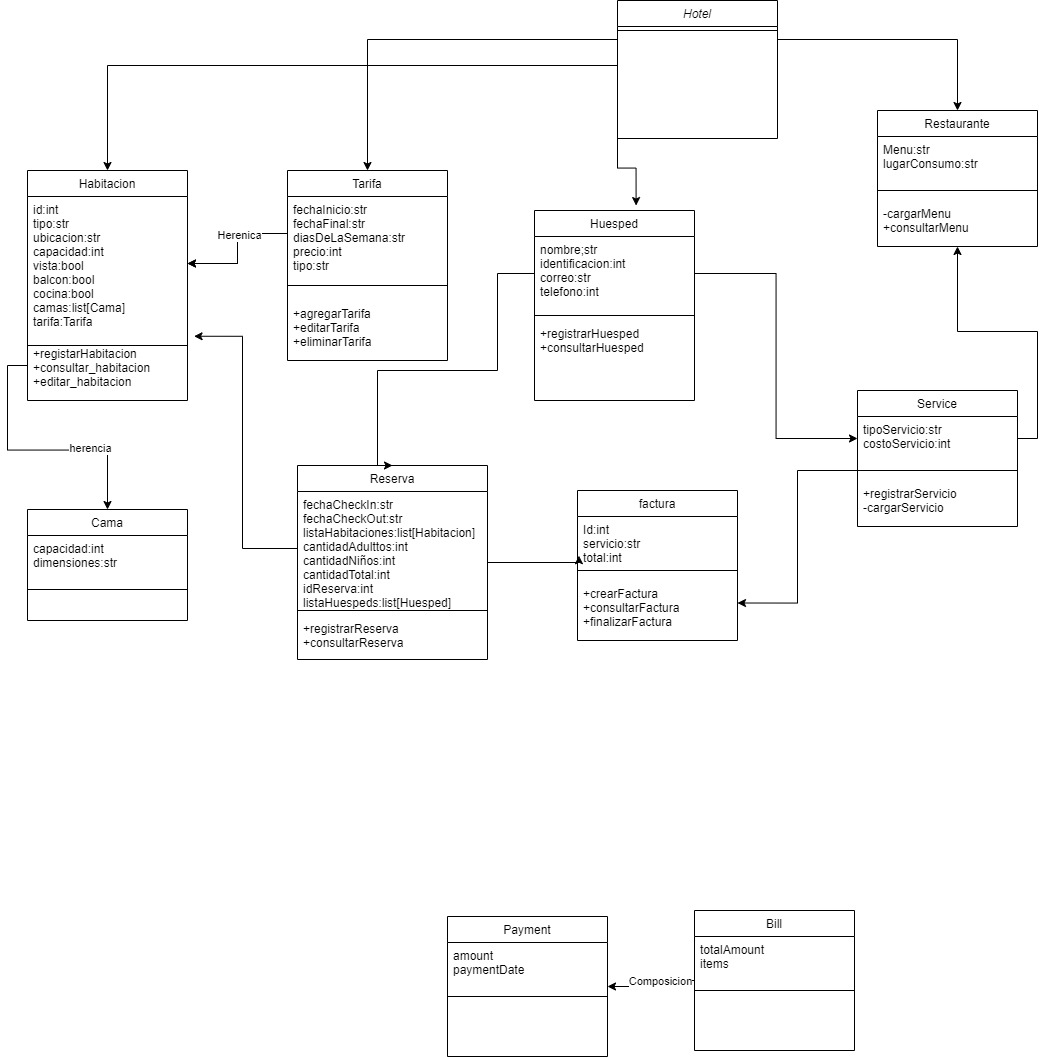 Hotel
Restaurante
Menu:str
lugarConsumo:str
-cargarMenu
+consultarMenu
Habitacion
id:int
tipo:str
ubicacion:str
capacidad:int
vista:bool
balcon:bool
cocina:bool
camas:list[Cama]
tarifa:Tarifa
+registarHabitacion
+consultar_habitacion
+editar_habitacion
Herenica
Tarifa
fechaInicio:str
fechaFinal:str
diasDeLaSemana:str
precio:int
tipo:str
+agregarTarifa
+editarTarifa
+eliminarTarifa
Huesped
nombre;str
identificacion:int
correo:str
telefono:int
+registrarHuesped
+consultarHuesped
Service
tipoServicio:str
costoServicio:int
+registrarServicio
-cargarServicio
herencia
Cama
capacidad:int
dimensiones:str
Reserva
fechaCheckIn:str
fechaCheckOut:str
listaHabitaciones:list[Habitacion]
cantidadAdulttos:int
cantidadNiños:int
cantidadTotal:int
idReserva:int
listaHuespeds:list[Huesped]
+registrarReserva
+consultarReserva
factura
Id:int
servicio:str
total:int
+crearFactura
+consultarFactura
+finalizarFactura
Payment
amount
paymentDate
Composicion
Bill
totalAmount
items